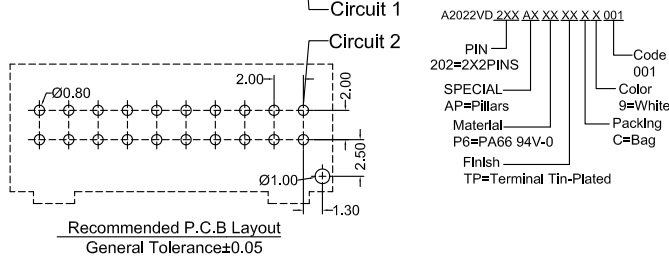 Circuit 1
Circuit 2
Ø0.80
2.00
2.00
2.50
Ø1.00
1.30
Recommended P.C.B Layout
General Tolerance±0.05
A2022VD 2XX AX XX XX X X 001
PIN
202=2X2PINS
Code
001
SPECIAL
AP=Pillars
Color
9=White
Material
P6=PA66 94V-0
Packing
C=Bag
Finish
TP=Terminal Tin-Plated